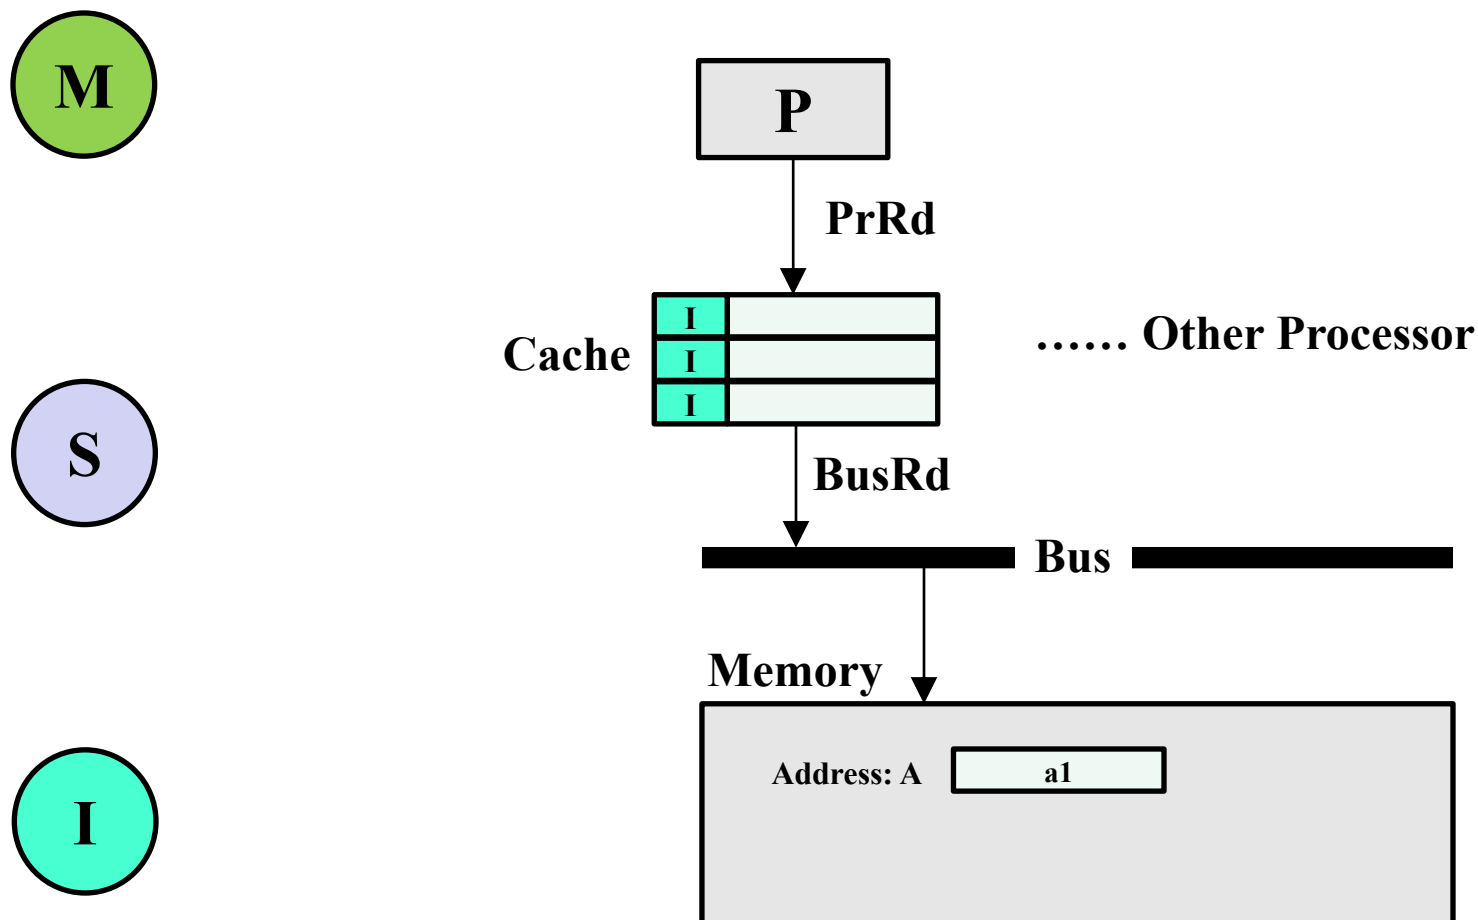 M
P
PrRd
I
Cache
I
I
…… Other Processor
S
BusRd
Bus
Memory
Address: A
a1
I